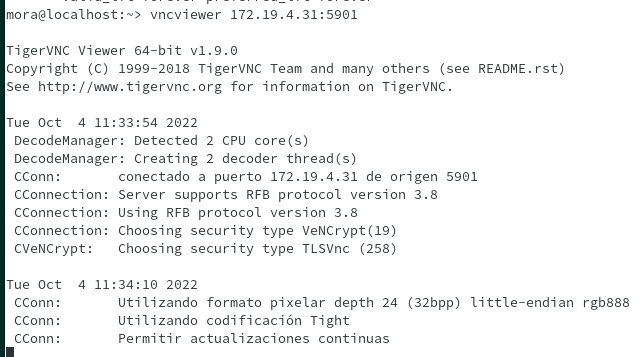 mora@localhost:~> vncviewer 172.19.4.31:5901
TigerVNC Viewer 64-bit v1.9.0
Copyright (C) 1999-2018 TigerVNC Team and many others (see README.rst)
See http://www.tigervnc.org for information on TigerVNC.
Tue Oct  4 11:33:54 2022
DecodeManager: Detected 2 CPU core(s)
DecodeManager: Creating 2 decoder thread(s)
CConn:       conectado a puerto 172.19.4.31 de origen 5901
CConnection: Server supports RFB protocol version 3.8
CConnection: Using RFB protocol version 3.8
CConnection: Choosing security type VeNCrypt(19)
CVeNCrypt:   Choosing security type TLSVnc (258)
Tue Oct  4 11:34:10 2022
CConn:       Utilizando formato pixelar depth 24 (32bpp) little-endian rgb888
CConn:       Utilizando codificación Tight
CConn:       Permitir actualizaciones continuas